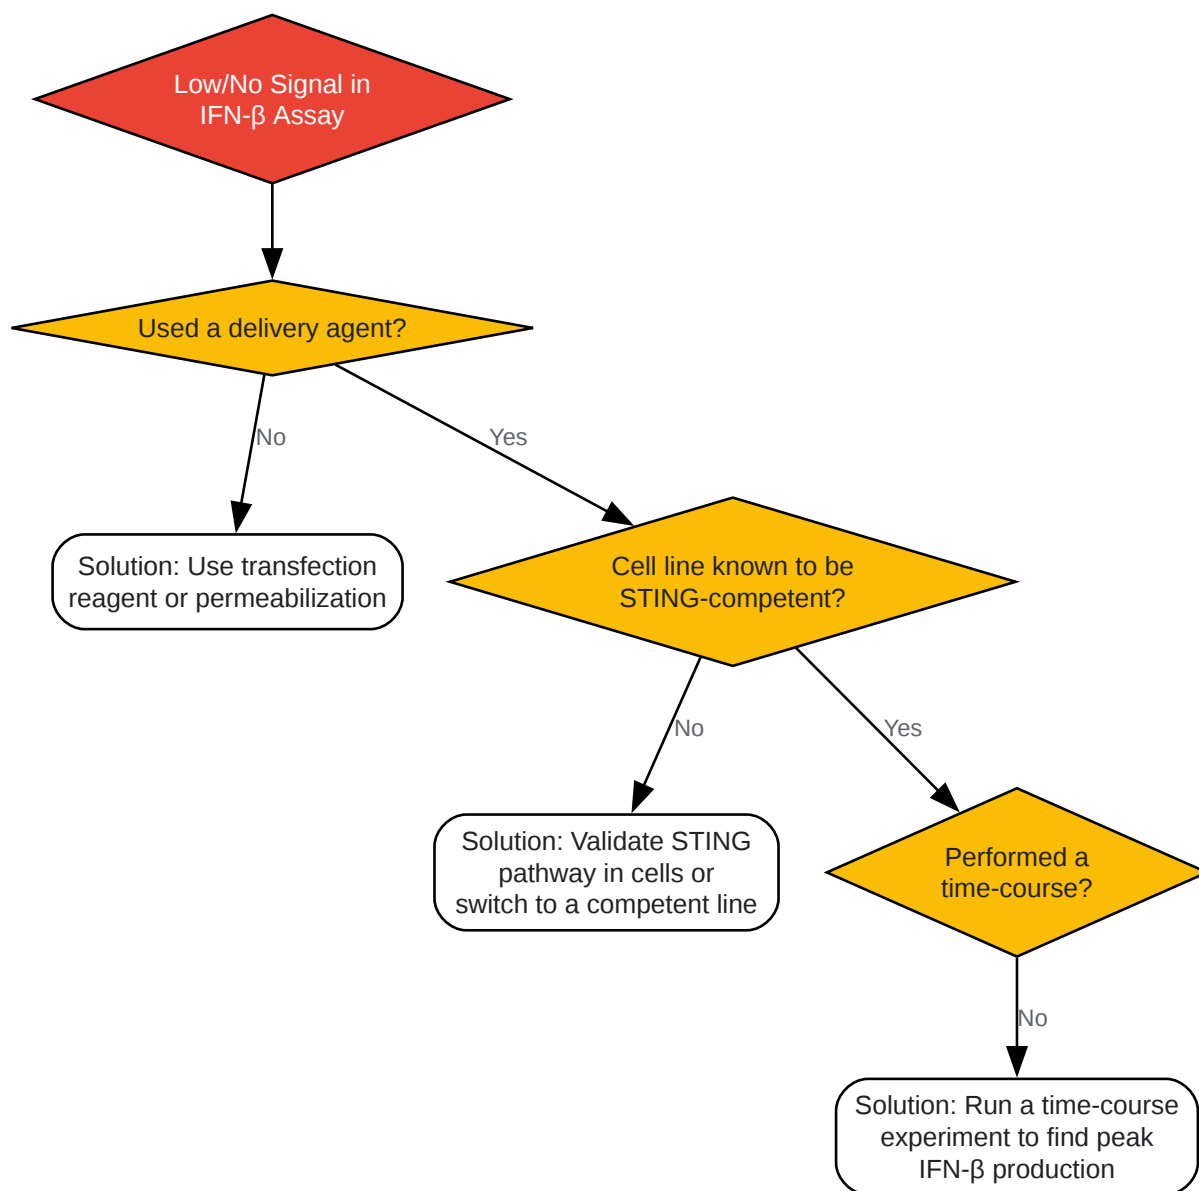 Low/No Signal in
IFN-β Assay
Used a delivery agent?
No
Yes
Solution: Use transfection
reagent or permeabilization
Cell line known to be
STING-competent?
No
Yes
Solution: Validate STING
pathway in cells or
switch to a competent line
Performed a
time-course?
No
Solution: Run a time-course
experiment to find peak
IFN-β production